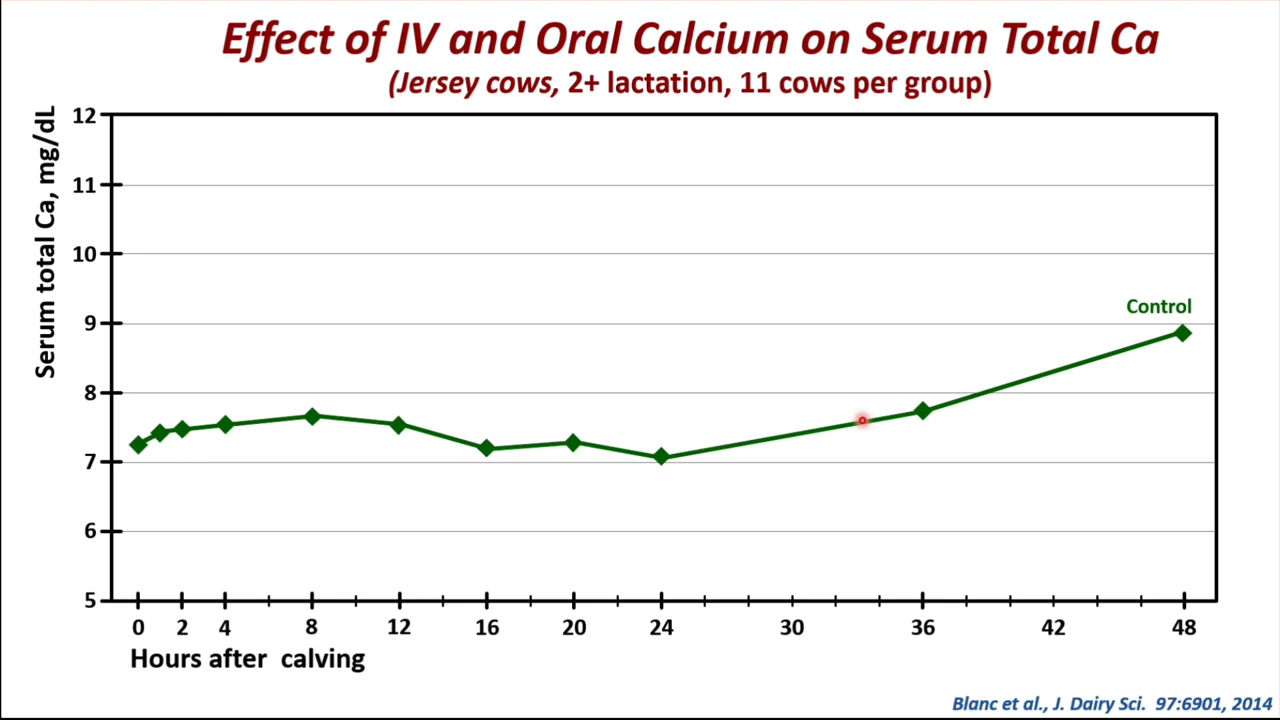 Effect of IV and Oral Calcium on Serum Total Ca
(Jersey cows, 2+ lactation, 11 cows per group)
Serum total Ca, mg/dL
12
11
10
9
8
7
6
5
Control
0 2 4 8 12 16 20 24 30 36 42 48
Hours after calving
Blanc et al., J. Dairy Sci. 97:6901, 2014